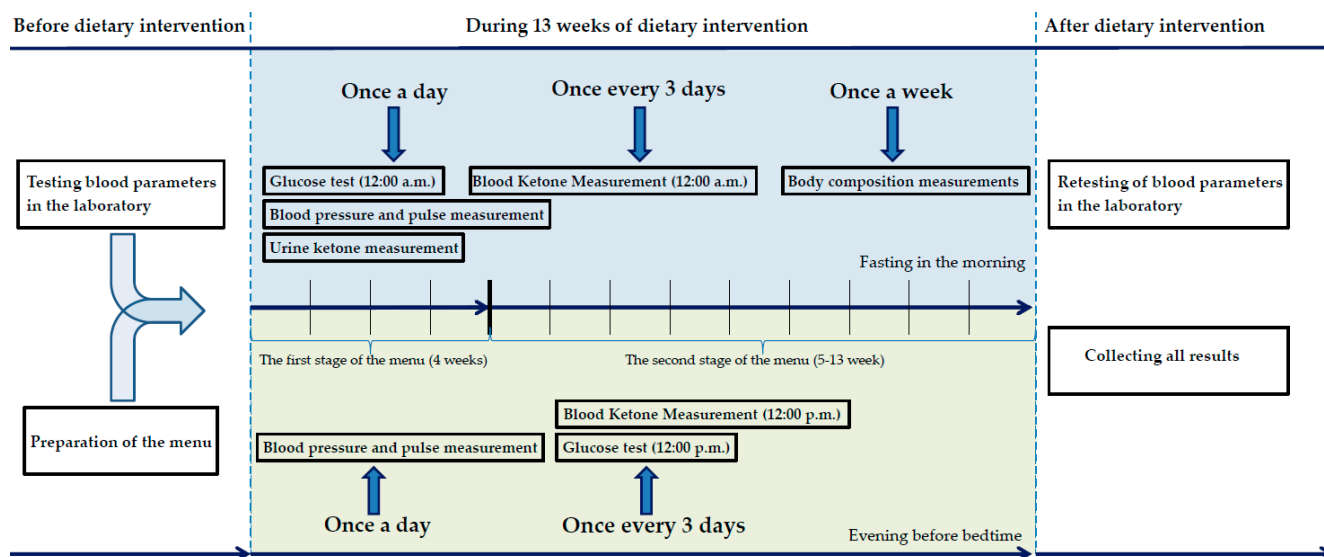 Before dietary intervention
During 13 weeks of dietary intervention
After dietary intervention
Once a day
Once every 3 days
Once a week
Testing blood parameters
in the laboratory
Glucose test (12:00 a.m.)
Blood Ketone Measurement (12:00 a.m.)
Body composition measurements
Retesting of blood parameters
in the laboratory
Blood pressure and pulse measurement
Urine ketone measurement
Fasting in the morning
The first stage of the menu (4 weeks)
The second stage of the menu (5-13 week)
Collecting all results
Preparation of the menu
Blood Ketone Measurement (12:00 p.m.)
Blood pressure and pulse measurement
Glucose test (12:00 p.m.)
Once a day
Once every 3 days
Evening before bedtime